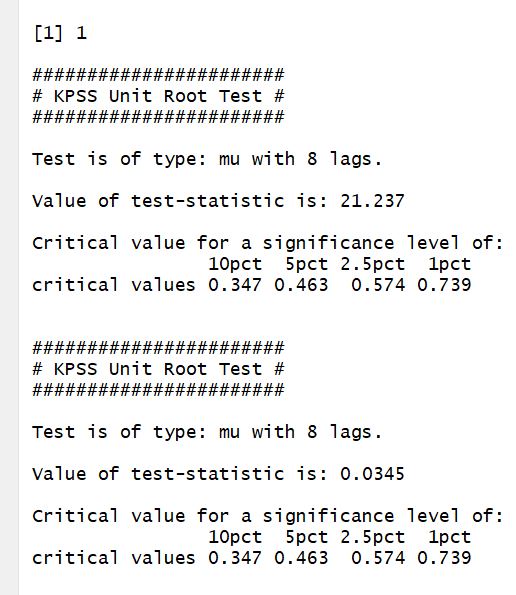 [1] 1
#######################
# KPSS Unit Root Test #
#######################
Test is of type: mu with 8 lags.
Value of test-statistic is: 21.237
Critical value for a significance level of:
                10pct  5pct 2.5pct  1pct
critical values 0.347 0.463  0.574 0.739
#######################
# KPSS Unit Root Test #
#######################
Test is of type: mu with 8 lags.
Value of test-statistic is: 0.0345
Critical value for a significance level of:
                10pct  5pct 2.5pct  1pct
critical values 0.347 0.463  0.574 0.739